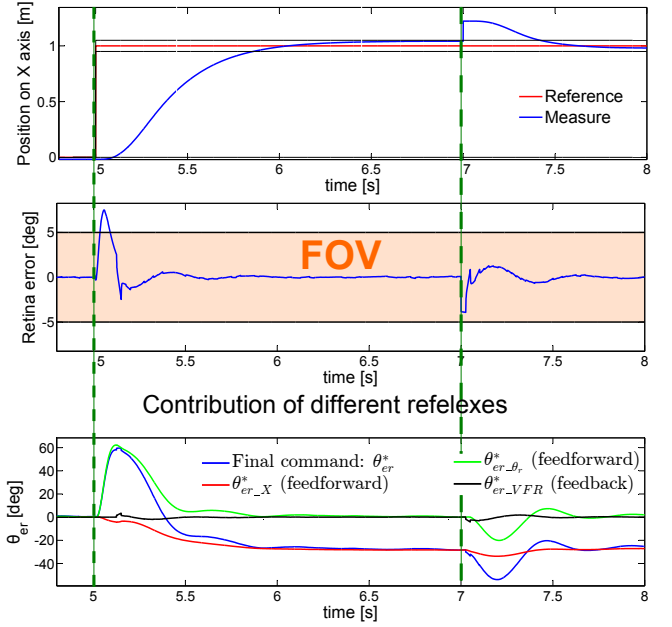 Position on X axis [m]
1
0.5
0
Reference
Measure
5 5.5 6 6.5 7 7.5 8
time [s]
Retina error [deg]
5
0
-5
FOV
5 5.5 6 6.5 7 7.5 8
time [s]
Contribution of different refelexes
θer [deg]
60
40
20
0
-20
-40
Final command: θ*er
θ*er_X (feedforward)
θ*er_θr (feedforward)
θ*er_VFR (feedback)
5 5.5 6 6.5 7 7.5 8
time [s]